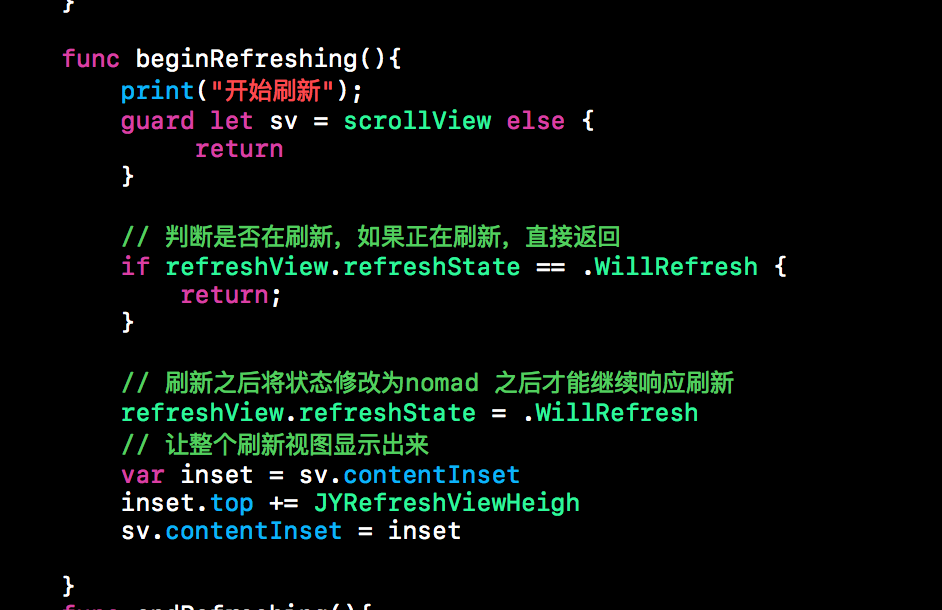 }
func beginRefreshing(){
print("开始刷新");
guard let sv = scrollView else {
return
}
// 判断是否在刷新，如果正在刷新，直接返回
if refreshView.refreshState == .WillRefresh {
return;
}
// 刷新之后将状态修改为nomad 之后才能继续响应刷新
refreshView.refreshState = .WillRefresh
// 让整个刷新视图显示出来
var inset = sv.contentInset
inset.top += JYRefreshViewHeigh
sv.contentInset = inset
}
func endRefreshing(){